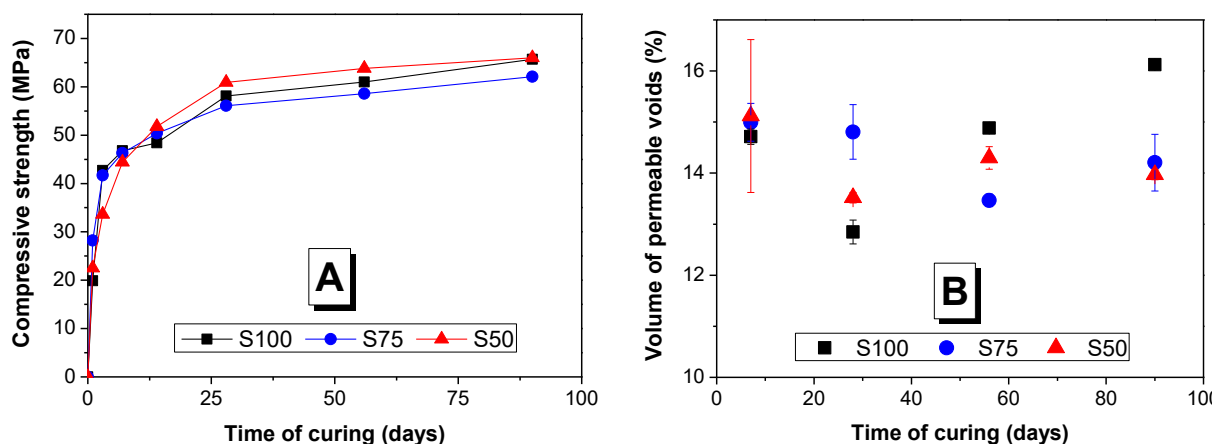 Compressive strength (MPa)
70
60
50
40
30
20
10
0
A
S100 S75 S50
0 25 50 75 100
Time of curing (days)
Volume of permeable voids (%)
16
14
12
10
B
S100 S75 S50
0 20 40 60 80 100
Time of curing (days)